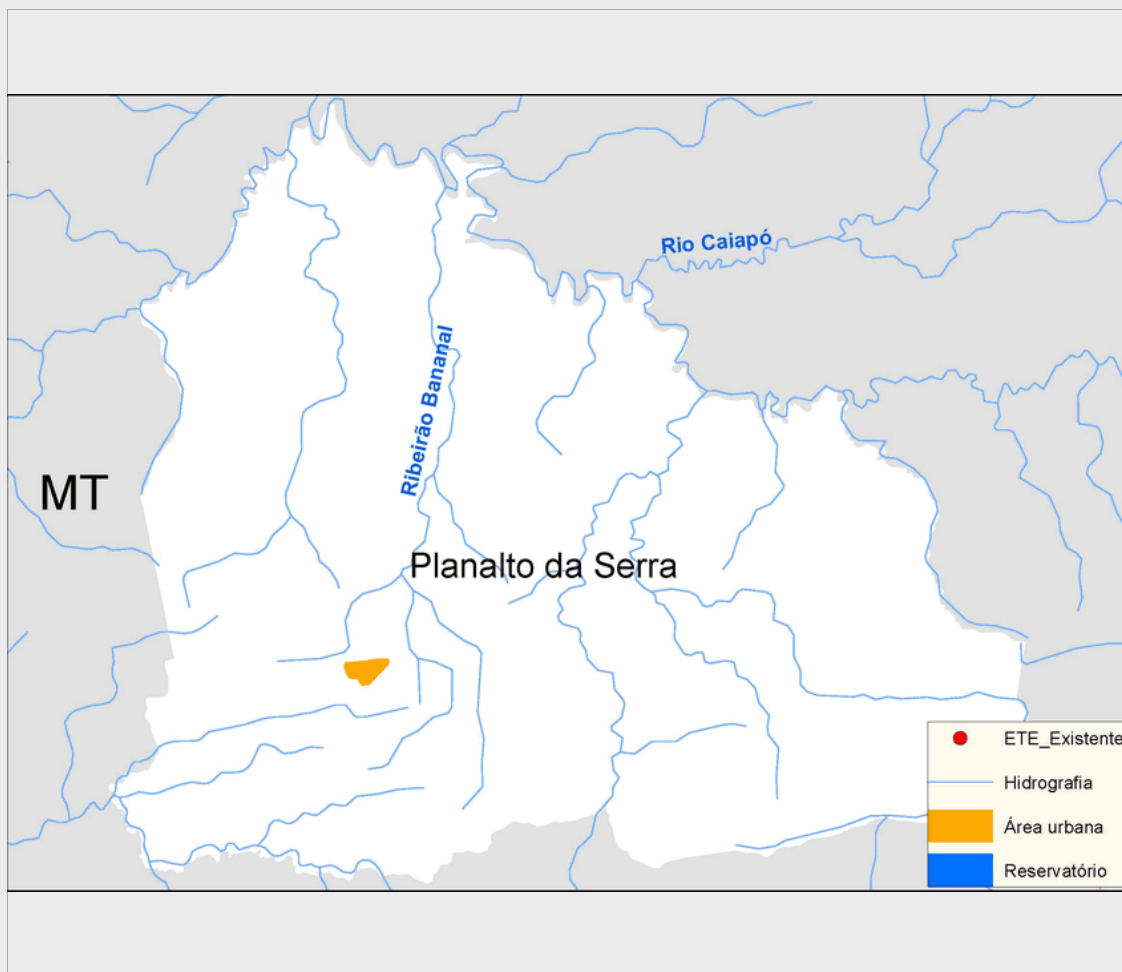 Rio Caiapó
Ribeirão Bananal
MT
Planalto da Serra
ETE_Existente
Hidrografia
Área urbana
Reservatório